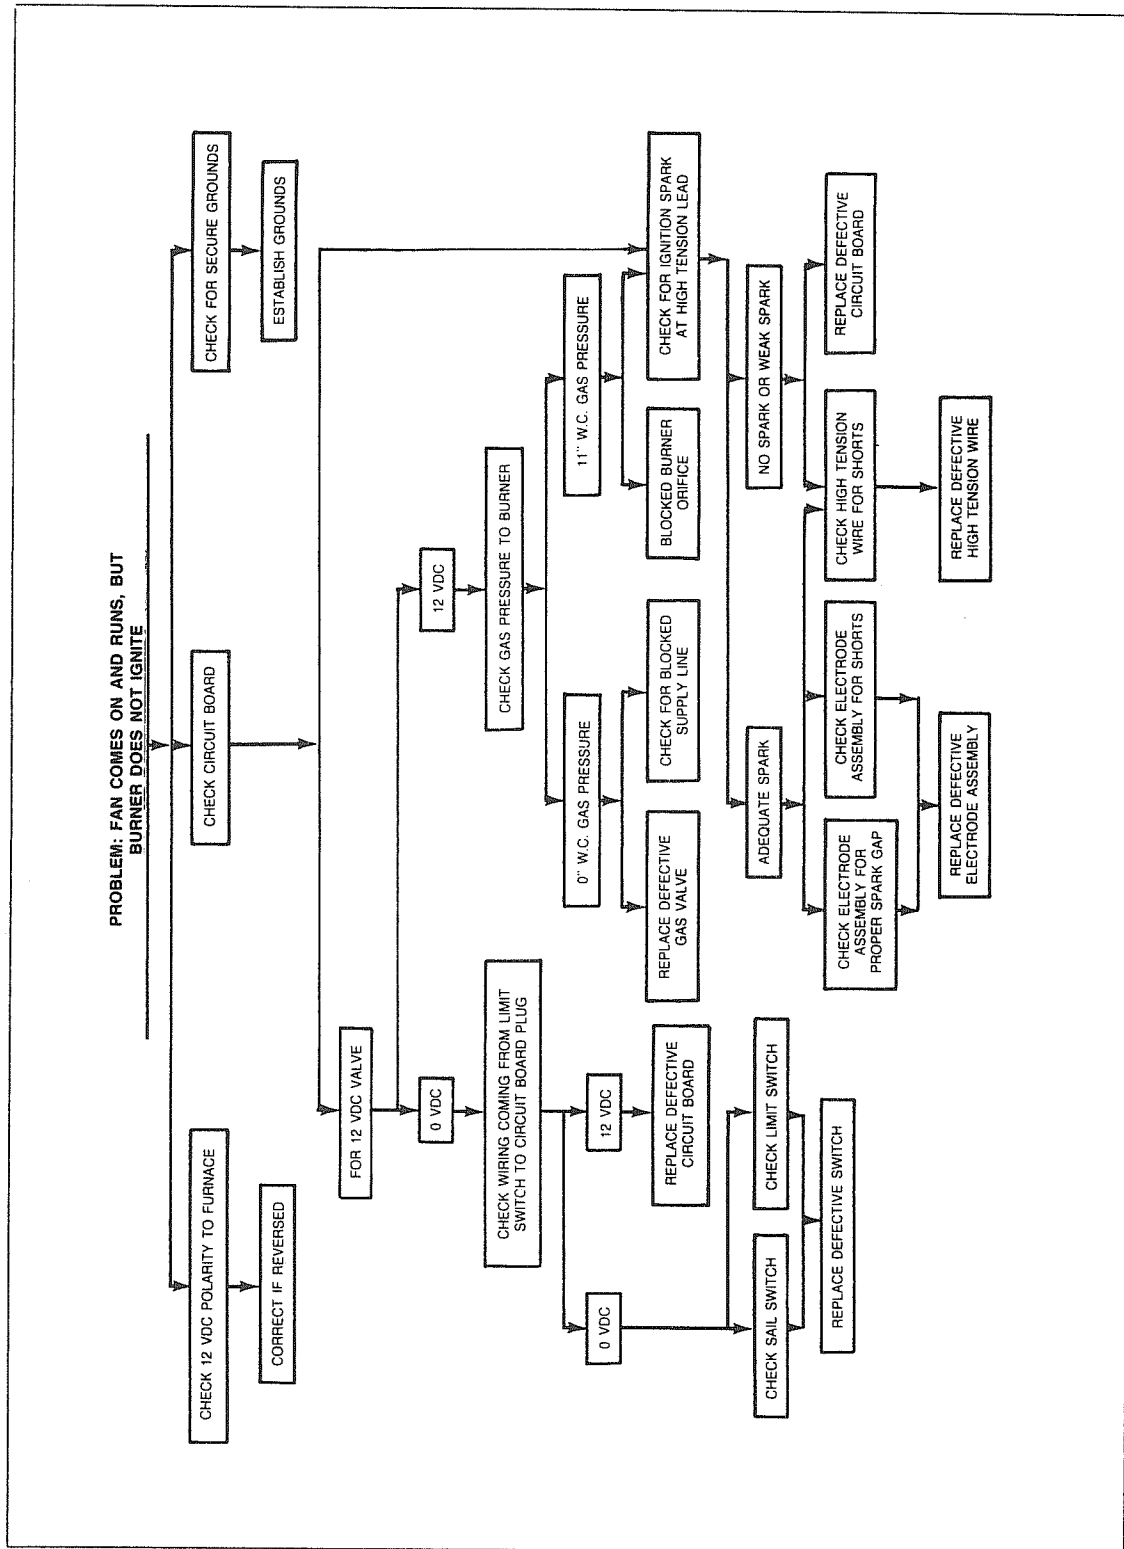 PROBLEM: FAN COMES ON AND RUNS, BUT
BURNER DOES NOT IGNITE
CHECK 12 VDC POLARITY TO FURNACE
CORRECT IF REVERSED
CHECK CIRCUIT BOARD
CHECK FOR SECURE GROUNDS
ESTABLISH GROUNDS
FOR 12 VDC VALVE
0 VDC
12 VDC
CHECK WIRING COMING FROM LIMIT
SWITCH TO CIRCUIT BOARD PLUG
CHECK GAS PRESSURE TO BURNER
0 VDC
12 VDC
0" W.C. GAS PRESSURE
11" W.C. GAS PRESSURE
REPLACE DEFECTIVE
CIRCUIT BOARD
REPLACE DEFECTIVE
GAS VALVE
CHECK FOR BLOCKED
SUPPLY LINE
BLOCKED BURNER
ORIFICE
CHECK FOR IGNITION SPARK
AT HIGH TENSION LEAD
CHECK SAIL SWITCH
CHECK LIMIT SWITCH
ADEQUATE SPARK
NO SPARK OR WEAK SPARK
REPLACE DEFECTIVE SWITCH
CHECK ELECTRODE
ASSEMBLY FOR
PROPER SPARK GAP
CHECK ELECTRODE
ASSEMBLY FOR SHORTS
CHECK HIGH TENSION
WIRE FOR SHORTS
REPLACE DEFECTIVE
CIRCUIT BOARD
REPLACE DEFECTIVE
ELECTRODE ASSEMBLY
REPLACE DEFECTIVE
HIGH TENSION WIRE